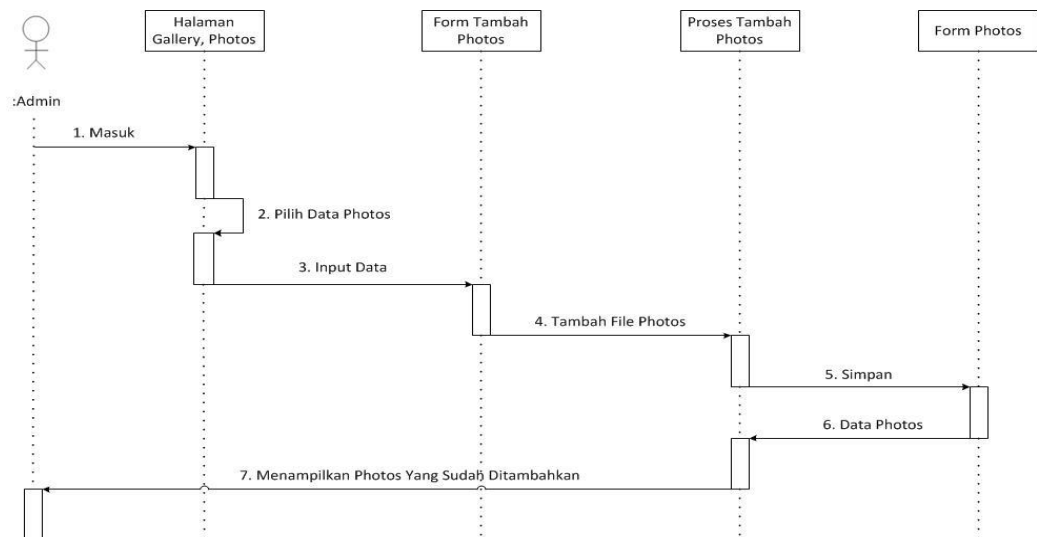 Halaman
Gallery, Photos
Form Tambah
Photos
Proses Tambah
Photos
Form Photos
:Admin
1. Masuk
2. Pilih Data Photos
3. Input Data
4. Tambah File Photos
5. Simpan
6. Data Photos
7. Menampilkan Photos Yang Sudah Ditambahkan